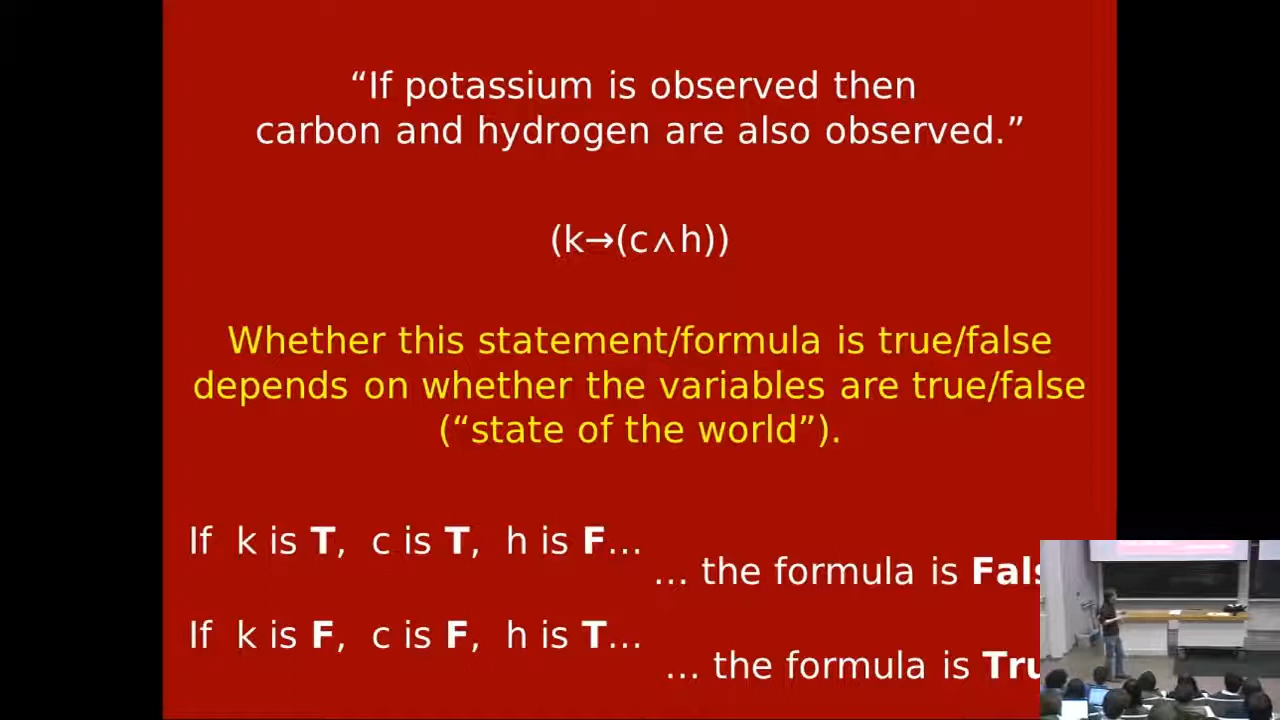 “If potassium is observed then
carbon and hydrogen are also observed.”
(k→(c∧h))
Whether this statement/formula is true/false
depends on whether the variables are true/false
(“state of the world”).
If k is T, c is T, h is F…
… the formula is
If k is F, c is F, h is T…
… the formula is